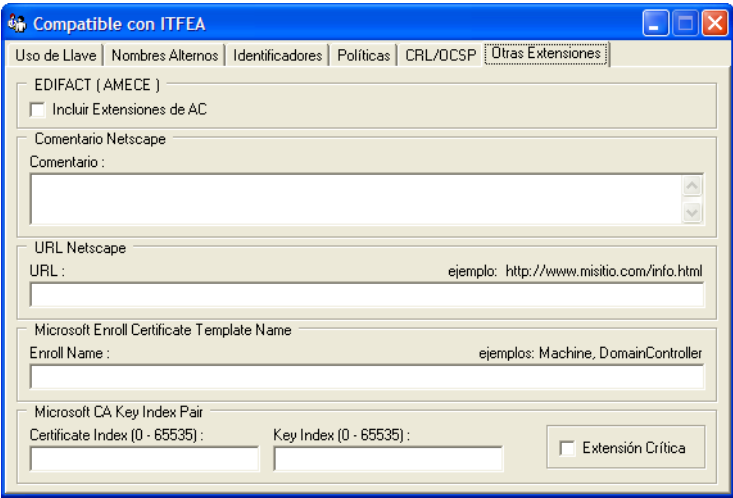 Compatible con ITFEA
Uso de Llave Nombres Alternos Identificadores Políticas CRL/OCSP Otras Extensiones
EDIFACT ( AMECE )
Incluir Extensiones de AC
Comentario Netscape
Comentario :
URL Netscape
URL : ejemplo: http://www.misitio.com/info.html
Microsoft Enroll Certificate Template Name
Enroll Name : ejemplos: Machine, DomainController
Microsoft CA Key Index Pair
Certificate Index (0 - 65535) : Key Index (0 - 65535) :
Extensión Crítica